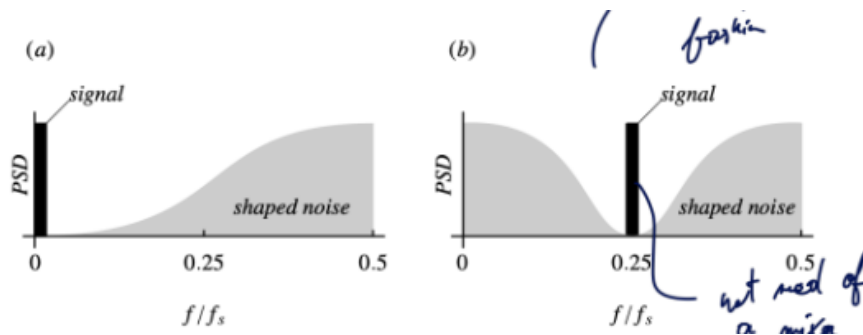 (a)
signal
PSD
shaped noise
0 0.25 0.5
f/fs
(b)
signal
PSD
shaped noise
0 0.25 0.5
f/fs
not need of
a